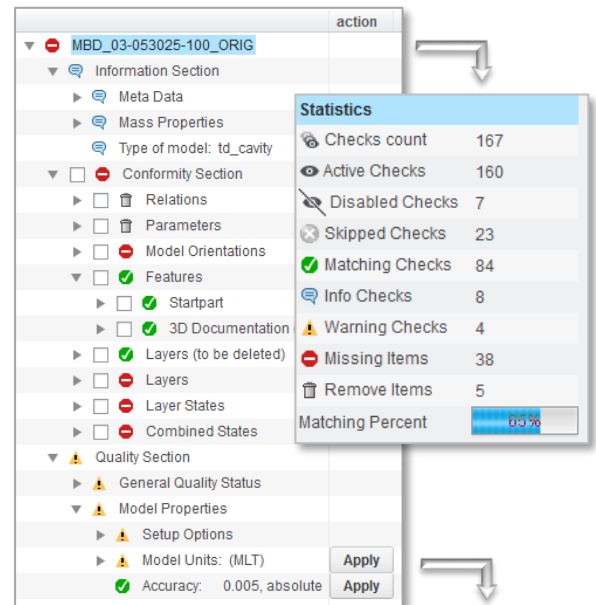 action
MBD_03-053025-100_ORIG
Information Section
Meta Data
Mass Properties
Type of model: td_cavity
Conformity Section
Relations
Parameters
Model Orientations
Features
Startpart
3D Documentation (
Layers (to be deleted)
Layers
Layer States
Combined States
Quality Section
General Quality Status
Model Properties
Setup Options
Model Units: (MLT) Apply
Accuracy: 0.005, absolute Apply
Statistics
Checks count 167
Active Checks 160
Disabled Checks 7
Skipped Checks 23
Matching Checks 84
Info Checks 8
Warning Checks 4
Missing Items 38
Remove Items 5
Matching Percent 65%